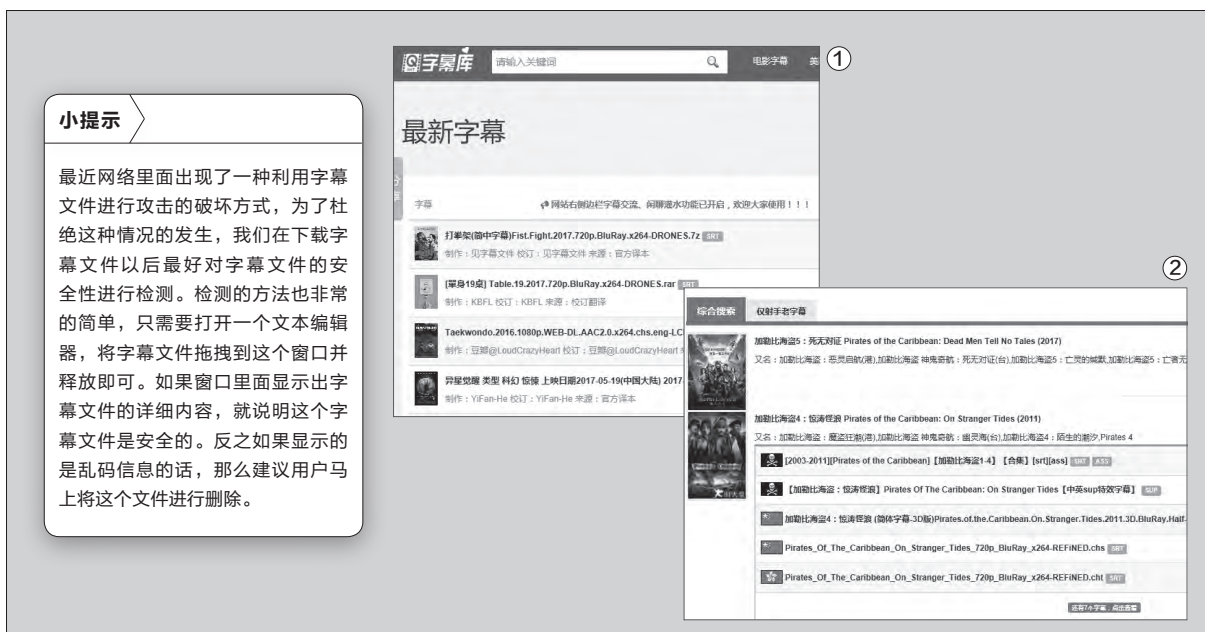 小提示
最近网络里面出现了一种利用字幕
文件进行攻击的破坏方式，为了杜
绝这种情况的发生，我们在下载字
幕文件以后最好对字幕文件的安
全性进行检测。检测的方法也非常
的简单，只需要打开一个文本编辑
器，将字幕文件拖拽到这个窗口并
释放即可。如果窗口里面显示出字
幕文件的详细内容，就说明这个字
幕文件是安全的。反之如果显示的
是乱码信息的话，那么建议用户马
上将这个文件进行删除。
①
字幕库 请输入关键词 电影字幕 美
最新字幕
分享
字幕 网站右侧边栏字幕交流、闲聊灌水功能已开启，欢迎大家使用！！！
打拳架(简中字幕)Fist.Fight.2017.720p.BluRay.x264-DRONES.7z SRT
制作：见字幕文件 校订：见字幕文件 来源：官方译本
[單身19桌] Table.19.2017.720p.BluRay.x264-DRONES.rar SRT
制作：KBFL 校订：KBFL 来源：校订翻译
Taekwondo.2016.1080p.WEB-DL.AAC2.0.x264.chs.eng-LC
制作：豆瓣@LoudCrazyHeart 校订：豆瓣@LoudCrazyHeart
异星觉醒 类型 科幻 惊悚 上映日期2017-05-19(中国大陆) 2017
制作：YiFan-He 校订：YiFan-He 来源：官方译本
②
综合搜索 仅射手老字幕
加勒比海盗5：死无对证 Pirates of the Caribbean: Dead Men Tell No Tales (2017)
又名：加勒比海盗：恶灵启航(港),加勒比海盗 神鬼奇航：死无对证(台),加勒比海盗5：亡灵的缄默,加勒比海盗5：亡者无
加勒比海盗4：惊涛怪浪 Pirates of the Caribbean: On Stranger Tides (2011)
又名：加勒比海盗：魔盗狂潮(港),加勒比海盗 神鬼奇航：幽灵海(台),加勒比海盗4：陌生的潮汐,Pirates 4
[2003-2011][Pirates of the Caribbean]【加勒比海盗1-4】【合集】[srt][ass] SRT ASS
【加勒比海盗：惊涛怪浪】Pirates Of The Caribbean: On Stranger Tides【中英sup特效字幕】 SUP
加勒比海盗4：惊涛怪浪 (简体字幕-3D版)Pirates.of.the.Caribbean.On.Stranger.Tides.2011.3D.BluRay.Half-
Pirates_Of_The_Caribbean_On_Stranger_Tides_720p_BluRay_x264-REFiNED.chs SRT
Pirates_Of_The_Caribbean_On_Stranger_Tides_720p_BluRay_x264-REFiNED.cht SRT
还有7个字幕，点击查看